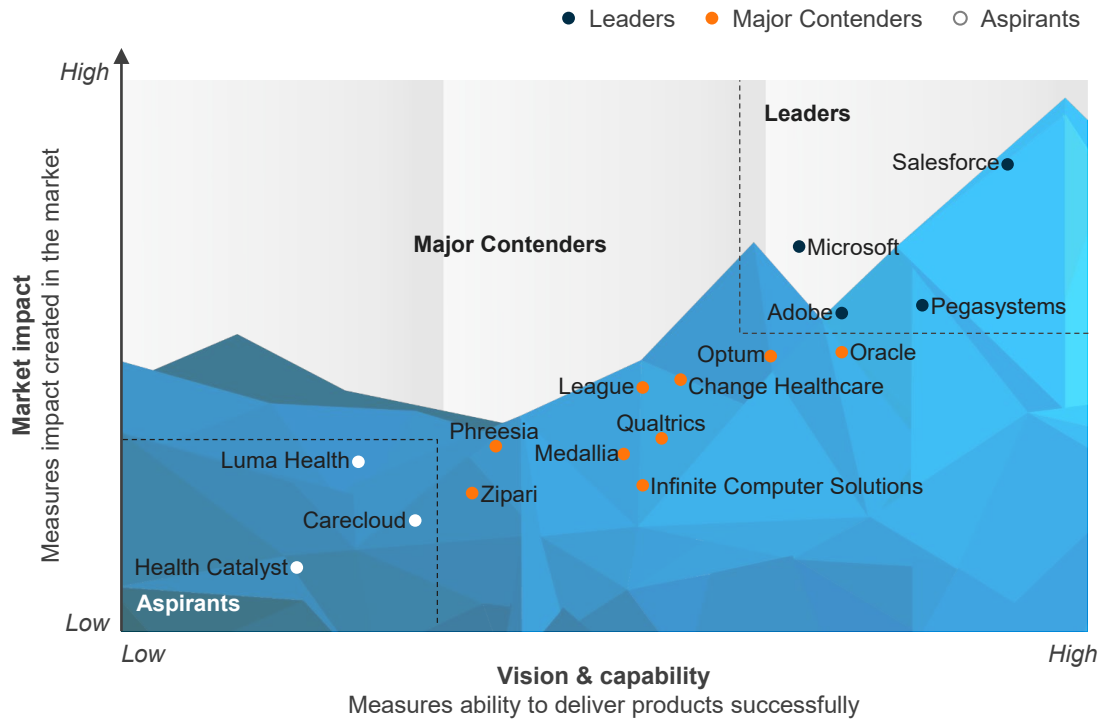 Leaders
Major Contenders
Aspirants
High
Leaders
Salesforce
Major Contenders
Microsoft
Adobe
Pegasystems
Optum
Oracle
League
Change Healthcare
Qualtrics
Phreesia
Medallia
Luma Health
Zipari
Infinite Computer Solutions
Carecloud
Health Catalyst
Aspirants
Market impact
Measures impact created in the market
Low
Low
High
Vision & capability
Measures ability to deliver products successfully